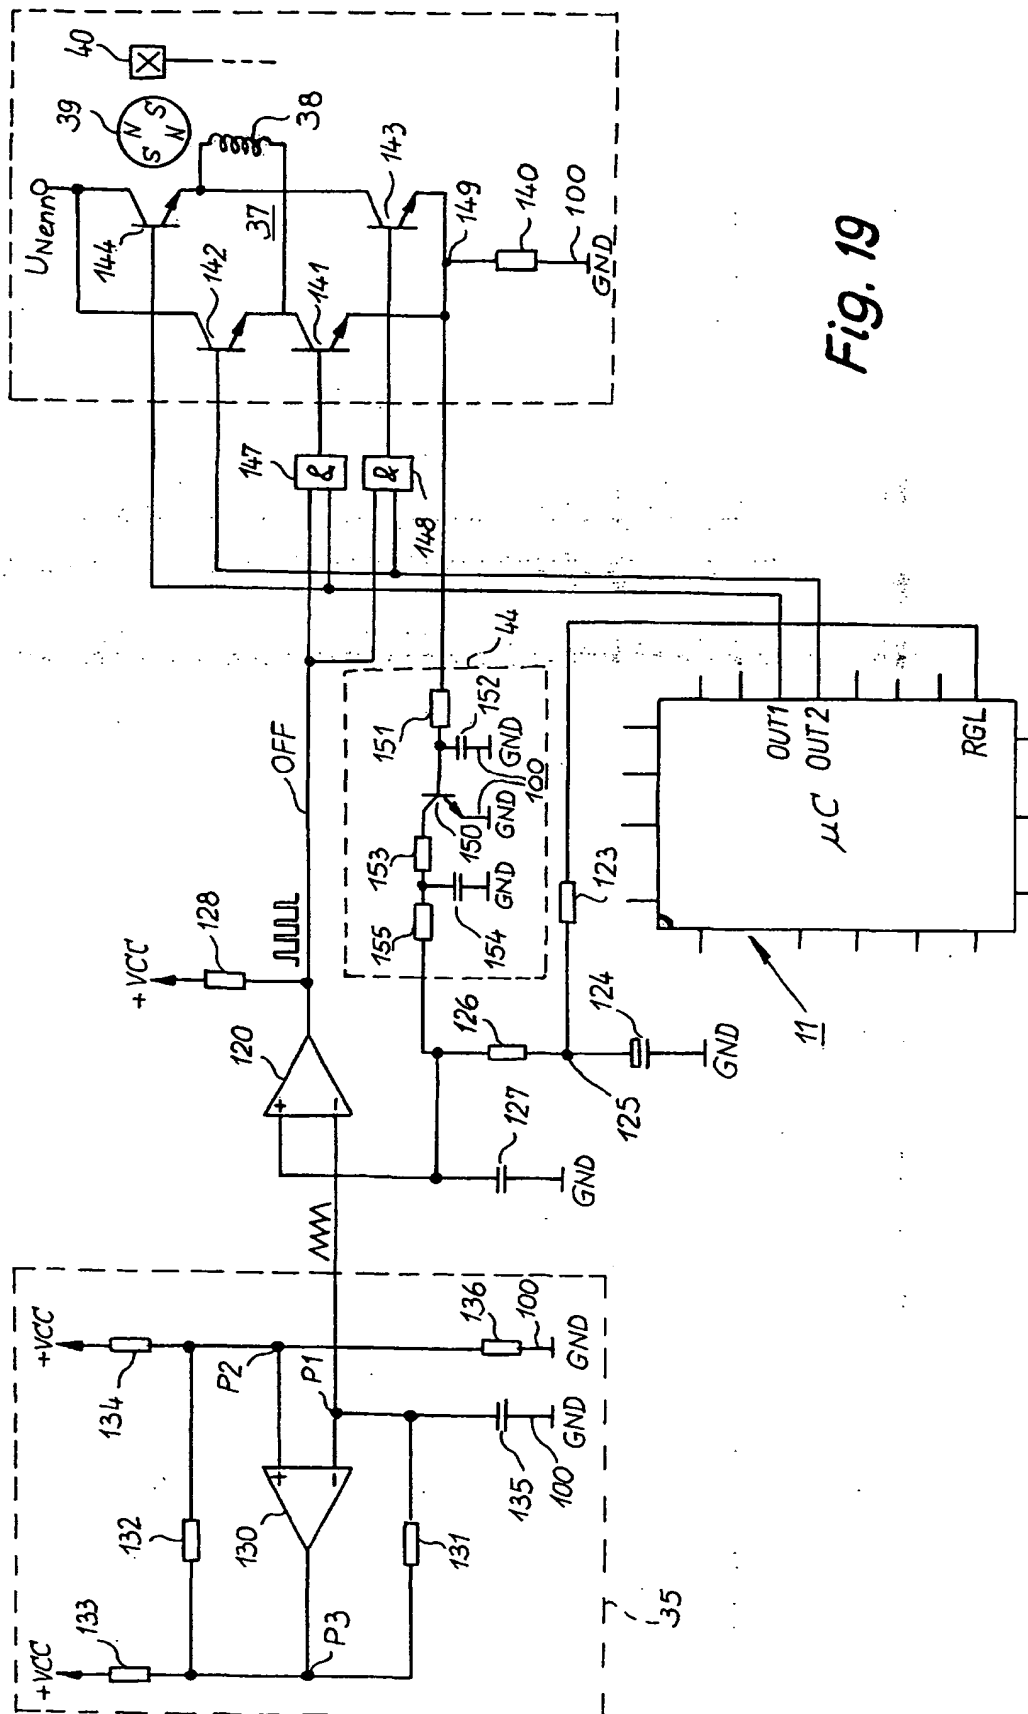 +VCC
133
134
+VCC
132
P2
130
P1
P3
131
136
100
GND
135
100
GND
35
120
+VCC
128
OFF
127
GND
126
125
124
GND
44
155
153
151
154
GND
150
GND
152
GND
100
123
11
µC
OUT1
OUT2
RGL
147
&
&
148
UNenn
144
142
37
141
143
149
140
100
GND
38
39
N
S
N
S
40
+
-
+
-
Fig. 19